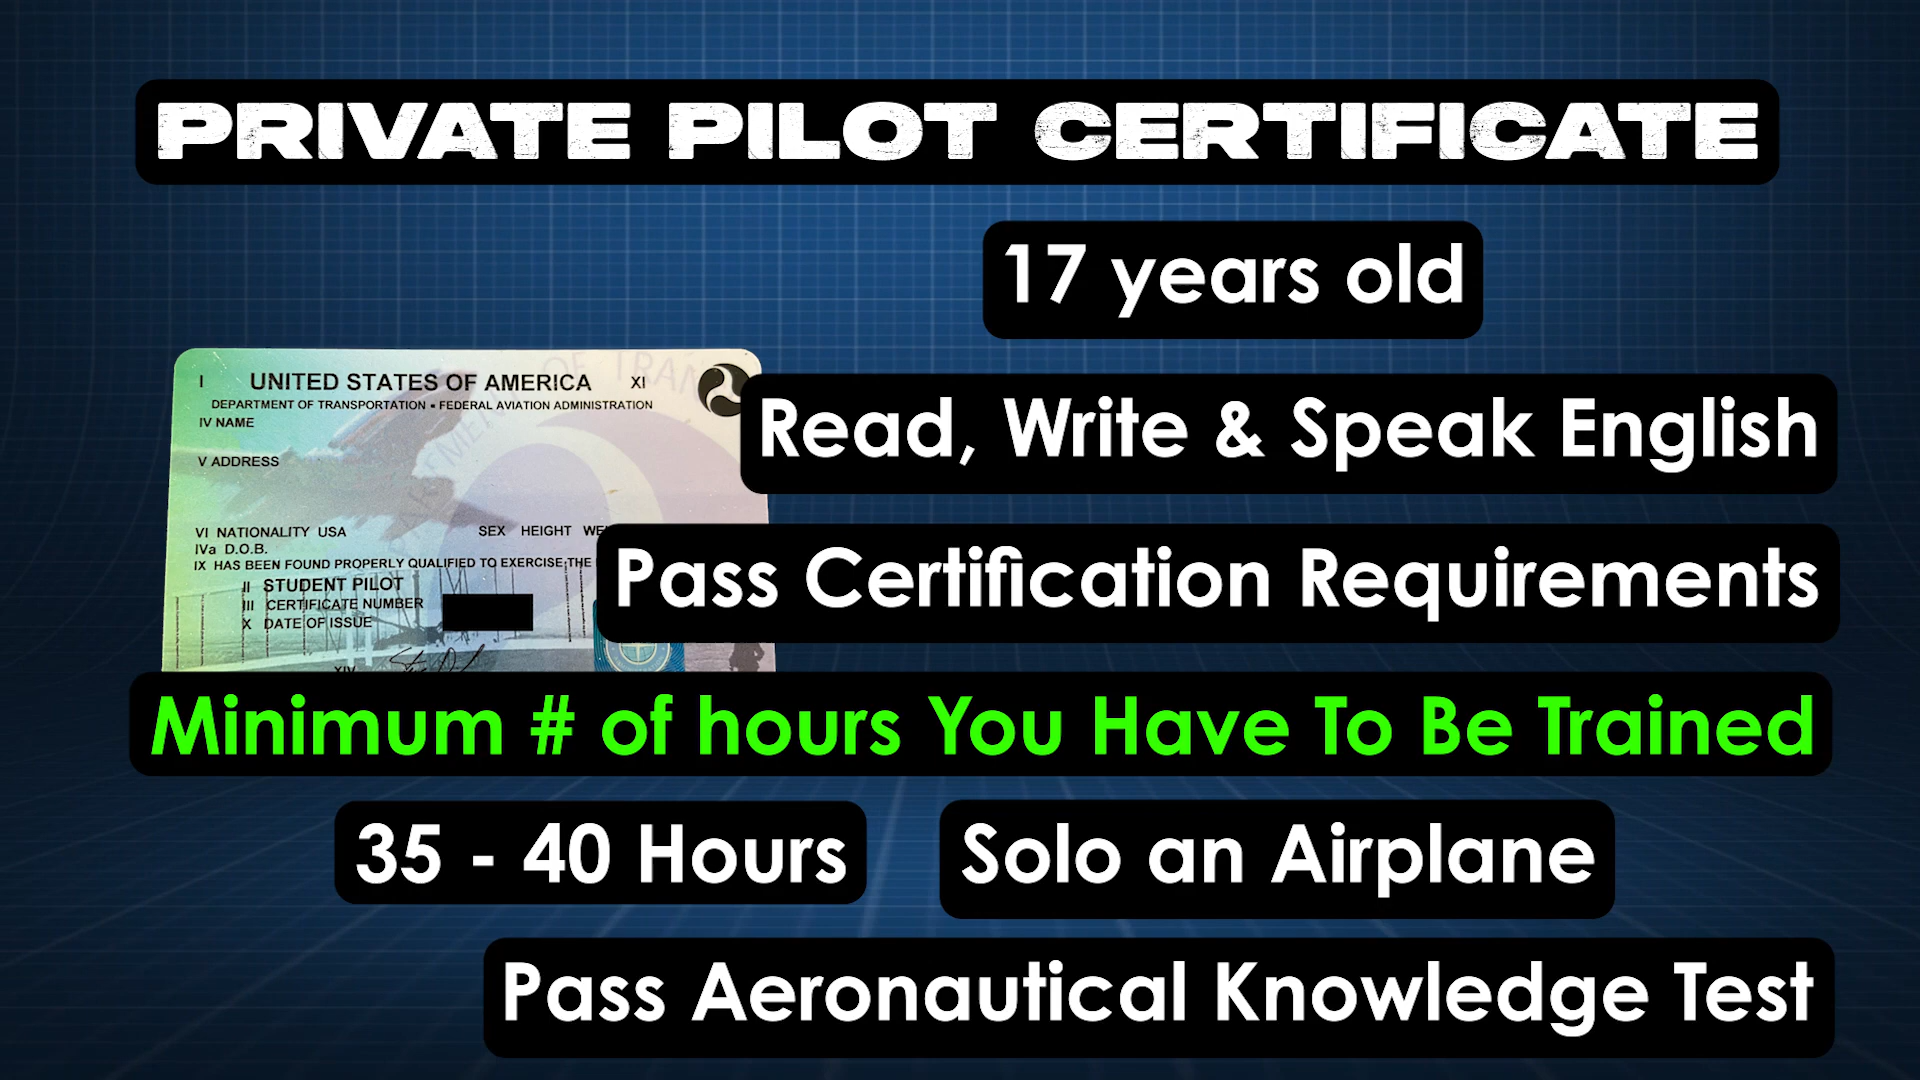 PRIVATE PILOT CERTIFICATE
17 years old
I UNITED STATES OF AMERICA XI
DEPARTMENT OF TRANSPORTATION • FEDERAL AVIATION ADMINISTRATION
IV NAME
V ADDRESS
Read, Write & Speak English
VI NATIONALITY USA SEX HEIGHT
IVa D.O.B.
IX HAS BEEN FOUND PROPERLY QUALIFIED TO EXERCISE THE
II STUDENT PILOT
III CERTIFICATE NUMBER
X DATE OF ISSUE
XIV
Pass Certification Requirements
Minimum # of hours You Have To Be Trained
35 - 40 Hours
Solo an Airplane
Pass Aeronautical Knowledge Test